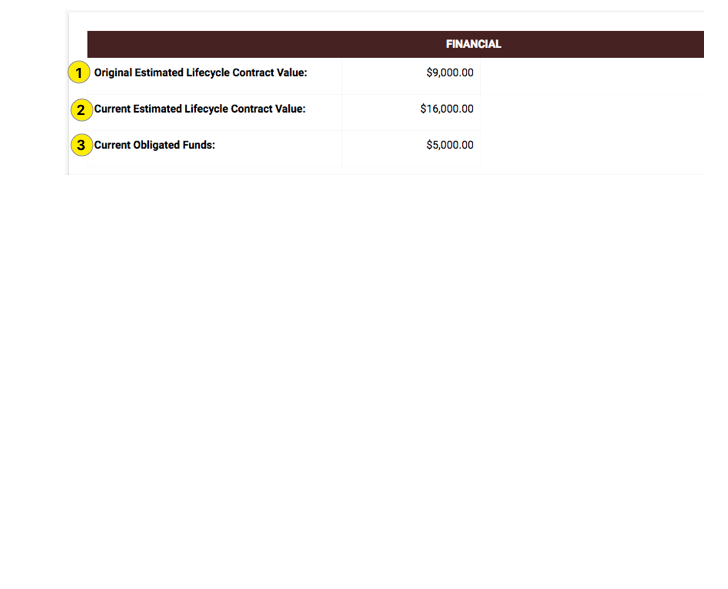 FINANCIAL
1 Original Estimated Lifecycle Contract Value: $9,000.00
2 Current Estimated Lifecycle Contract Value: $16,000.00
3 Current Obligated Funds: $5,000.00